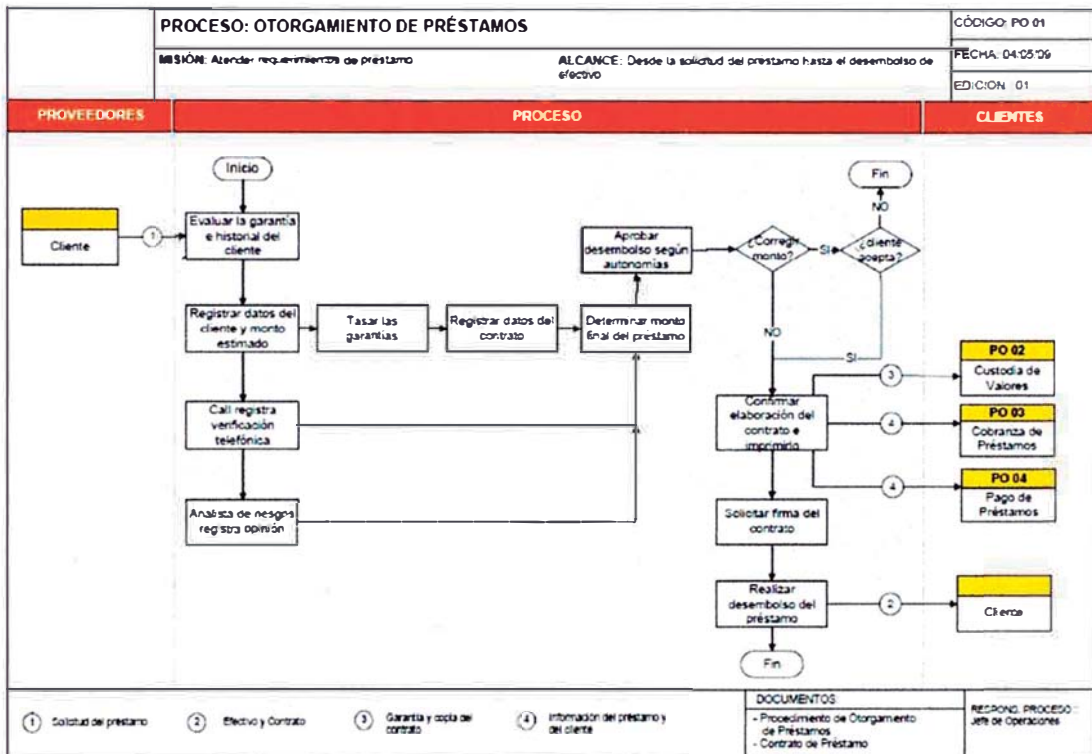 PROCESO: OTORGAMIENTO DE PRÉSTAMOS
MISIÓN: Atender requerimientos de préstamo
ALCANCE: Desde la solicitud del préstamo hasta el desembolso de
efectivo
CÓDIGO: PO 01
FECHA: 04/05/09
EDICION : 01
PROVEEDORES
PROCESO
CLIENTES
Inicio
Cliente
1
Evaluar la garantía
e historial del
cliente
Registrar datos del
cliente y monto
estimado
Tasar las
garantías
Registrar datos del
contrato
Determinar monto
final del préstamo
Aprobar
desembolso según
autonomías
¿Corregir
monto?
SI
¿cliente
acepta?
NO
Fin
NO
SI
Call registra
verificación
telefónica
Analista de riesgos
registra opinión
Confirmar
elaboración del
contrato e
imprimirlo
3
PO 02
Custodia de
Valores
4
PO 03
Cobranza de
Préstamos
4
PO 04
Pago de
Préstamos
Solicitar firma del
contrato
Realizar
desembolso del
préstamo
2
Cliente
Fin
1 Solicitud del préstamo
2 Efectivo y Contrato
3 Garantía y copia del
contrato
4 Información del préstamo y
del cliente
DOCUMENTOS:
- Procedimiento de Otorgamiento
de Préstamos
- Contrato de Préstamo
RESPONS. PROCESO :
Jefe de Operaciones